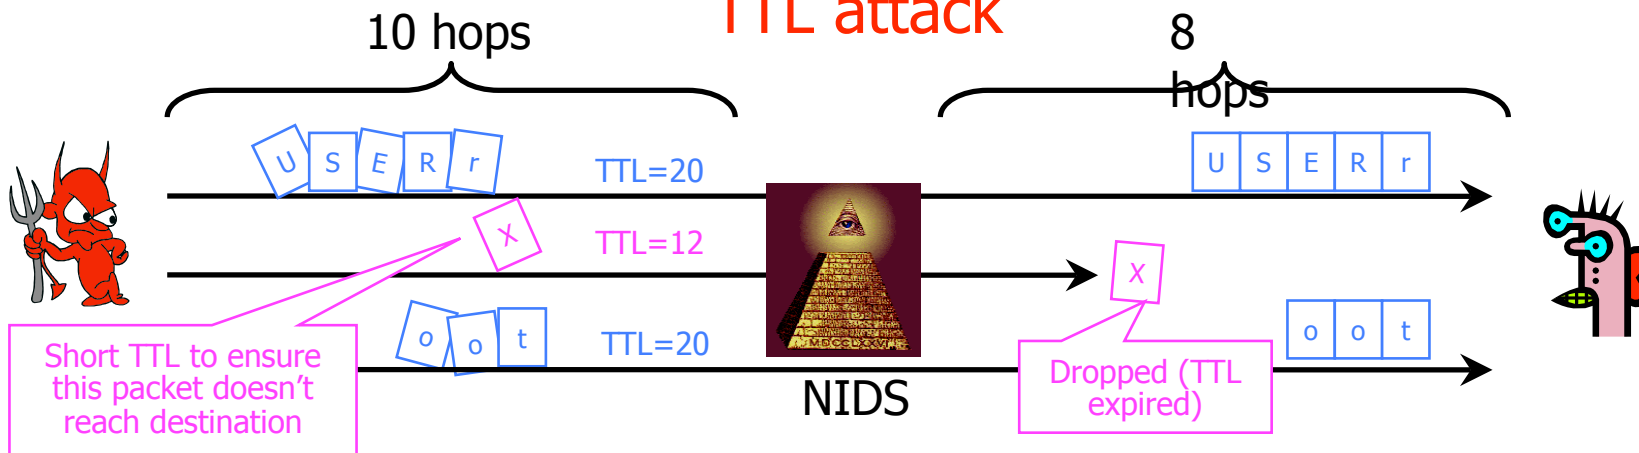 TTL attack
10 hops
8
hops
U S E R r
TTL=20
U S E R r
X
TTL=12
X
o o t
TTL=20
o o t
Short TTL to ensure
this packet doesn't
reach destination
MDCCLXXVI
NIDS
Dropped (TTL
expired)